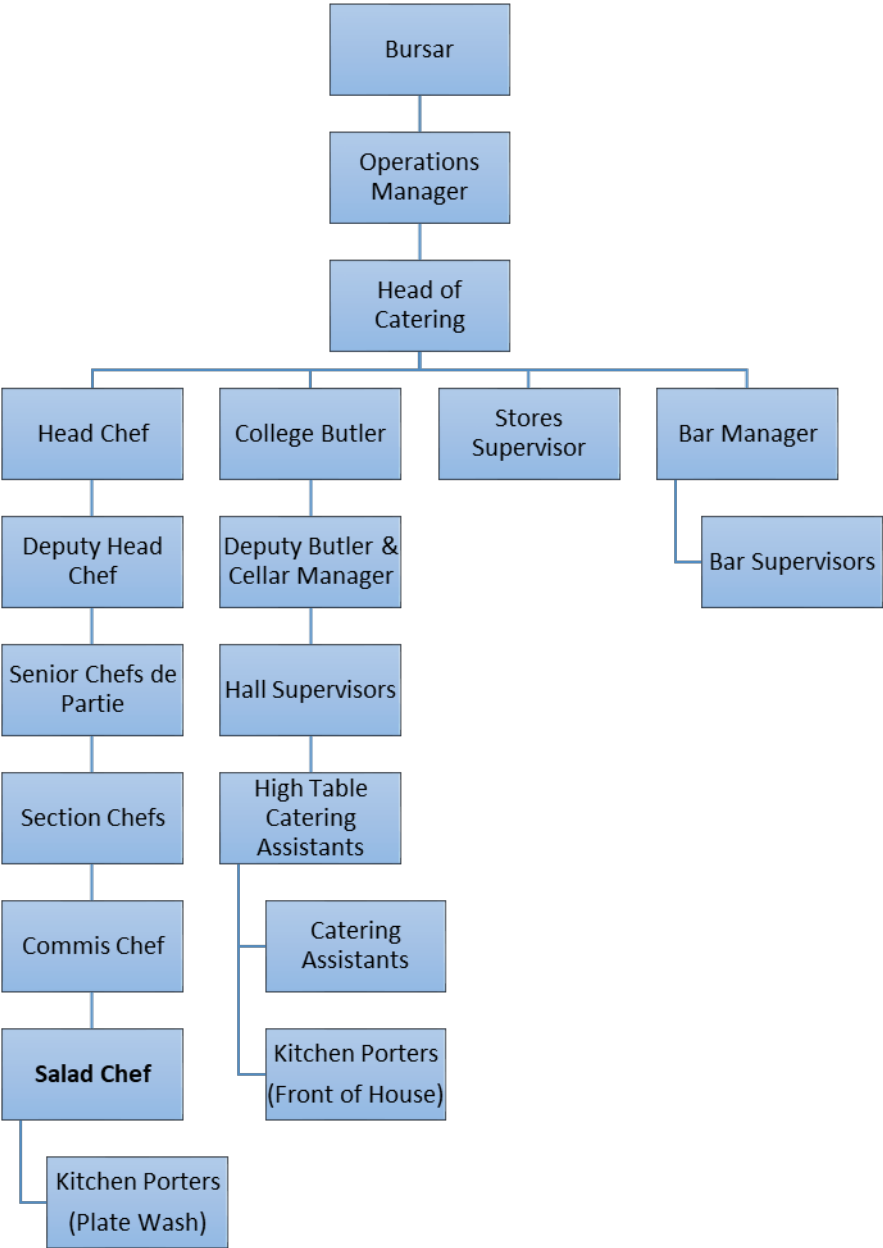 Bursar
Operations
Manager
Head of
Catering
Head Chef
College Butler
Stores
Supervisor
Bar Manager
Deputy Head
Chef
Deputy Butler &
Cellar Manager
Bar Supervisors
Senior Chefs de
Partie
Hall Supervisors
Section Chefs
High Table
Catering
Assistants
Commis Chef
Catering
Assistants
Salad Chef
Kitchen Porters
(Front of House)
Kitchen Porters
(Plate Wash)